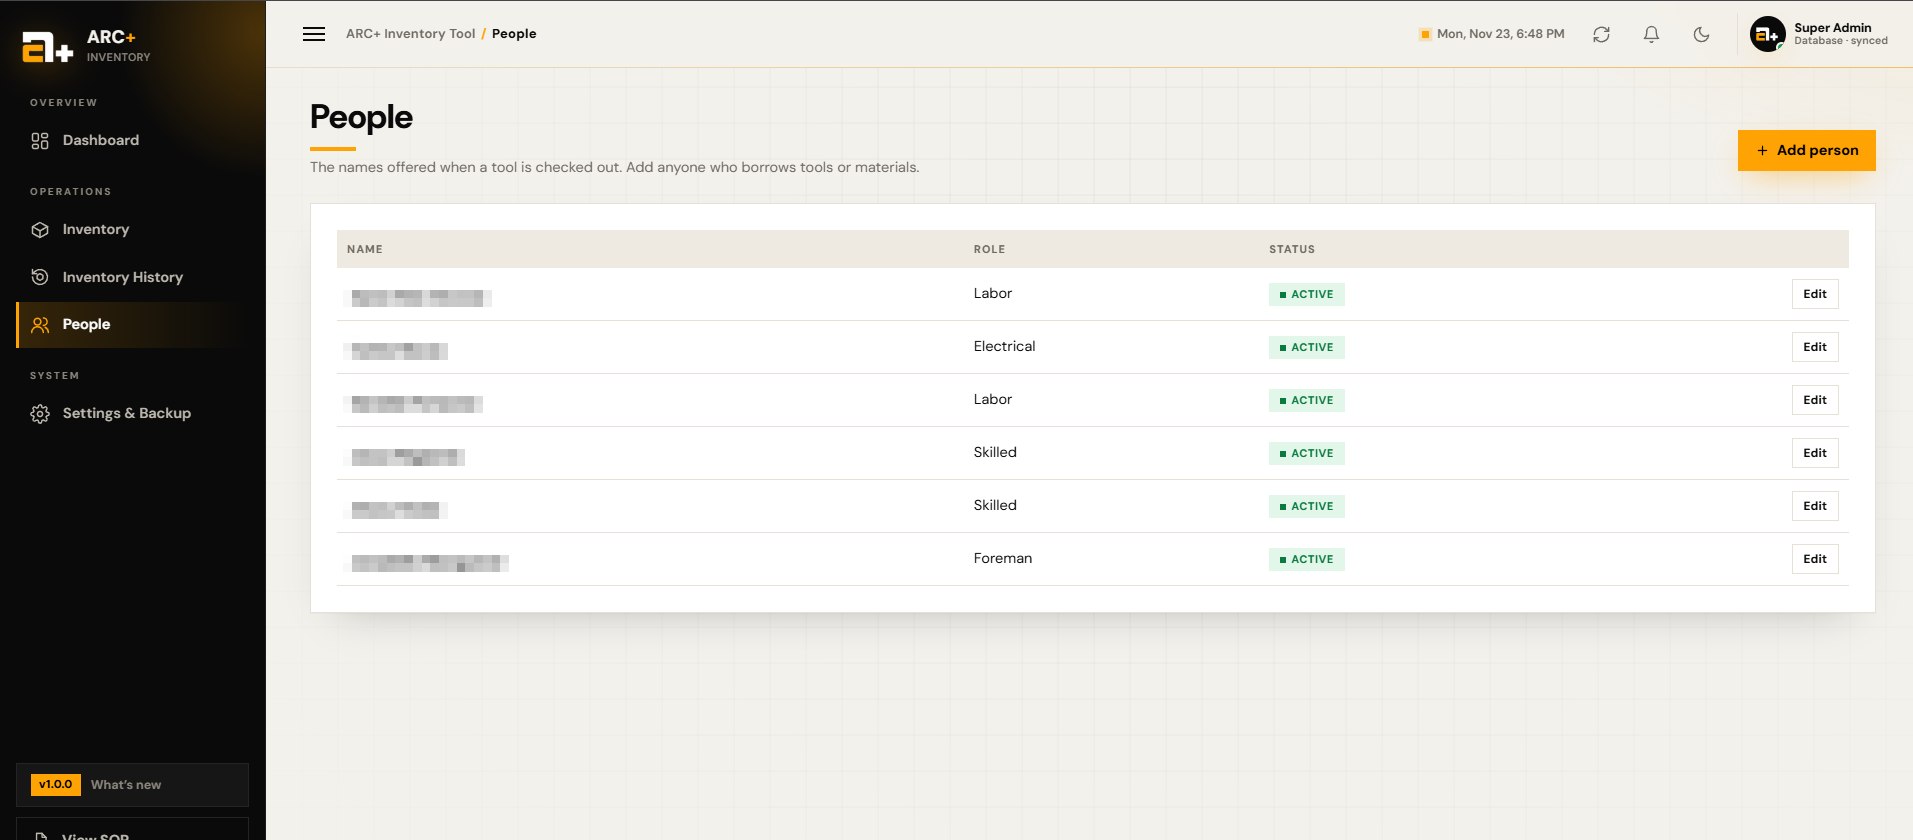 ARC+
INVENTORY
OVERVIEW
Dashboard
OPERATIONS
Inventory
Inventory History
People
SYSTEM
Settings & Backup
v1.0.0 What's new
View SOP
ARC+ Inventory Tool / People
Mon, Nov 23, 6:48 PM
Super Admin
Database · synced
People
The names offered when a tool is checked out. Add anyone who borrows tools or materials.
+ Add person
NAME ROLE STATUS
Labor ACTIVE Edit
Electrical ACTIVE Edit
Labor ACTIVE Edit
Skilled ACTIVE Edit
Skilled ACTIVE Edit
Foreman ACTIVE Edit